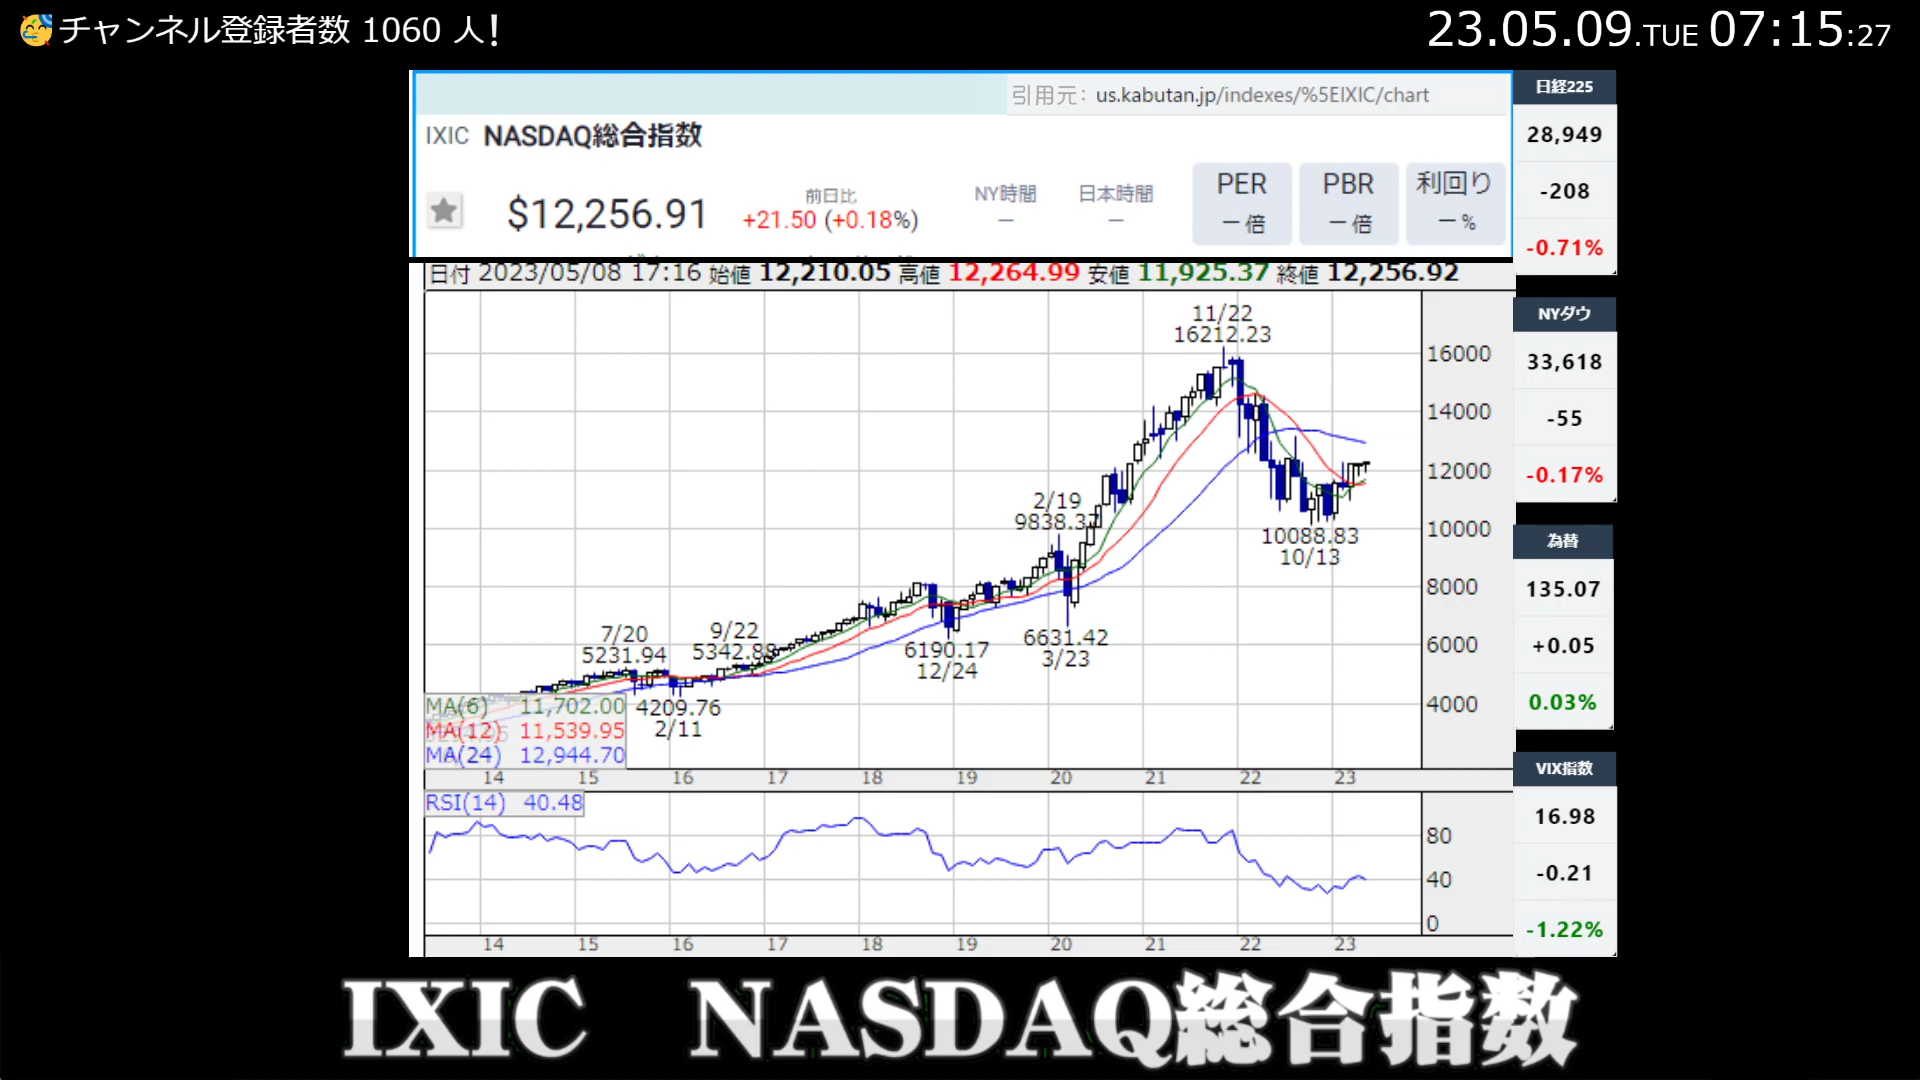 🥳チャンネル登録者数 1060 人!
23.05.09.TUE 07:15:27
引用元: us.kabutan.jp/indexes/%5EIXIC/chart
IXIC NASDAQ総合指数
$12,256.91
前日比
+21.50 (+0.18%)
NY時間
－
日本時間
－
PER
－ 倍
PBR
－ 倍
利回り
－ %
日付 2023/05/08 17:16 始値 12,210.05 高値 12,264.99 安値 11,925.37 終値 12,256.92
11/22
16212.23
2/19
9838.37
10088.83
10/13
7/20
5231.94
9/22
5342.88
6190.17
12/24
6631.42
3/23
4209.76
2/11
16000
14000
12000
10000
8000
6000
4000
MA(6) 11,702.00
MA(12) 11,539.95
MA(24) 12,944.70
14 15 16 17 18 19 20 21 22 23
RSI(14) 40.48
80
40
0
14 15 16 17 18 19 20 21 22 23
日経225
28,949
-208
-0.71%
NYダウ
33,618
-55
-0.17%
為替
135.07
+0.05
0.03%
VIX指数
16.98
-0.21
-1.22%
IXIC NASDAQ総合指数